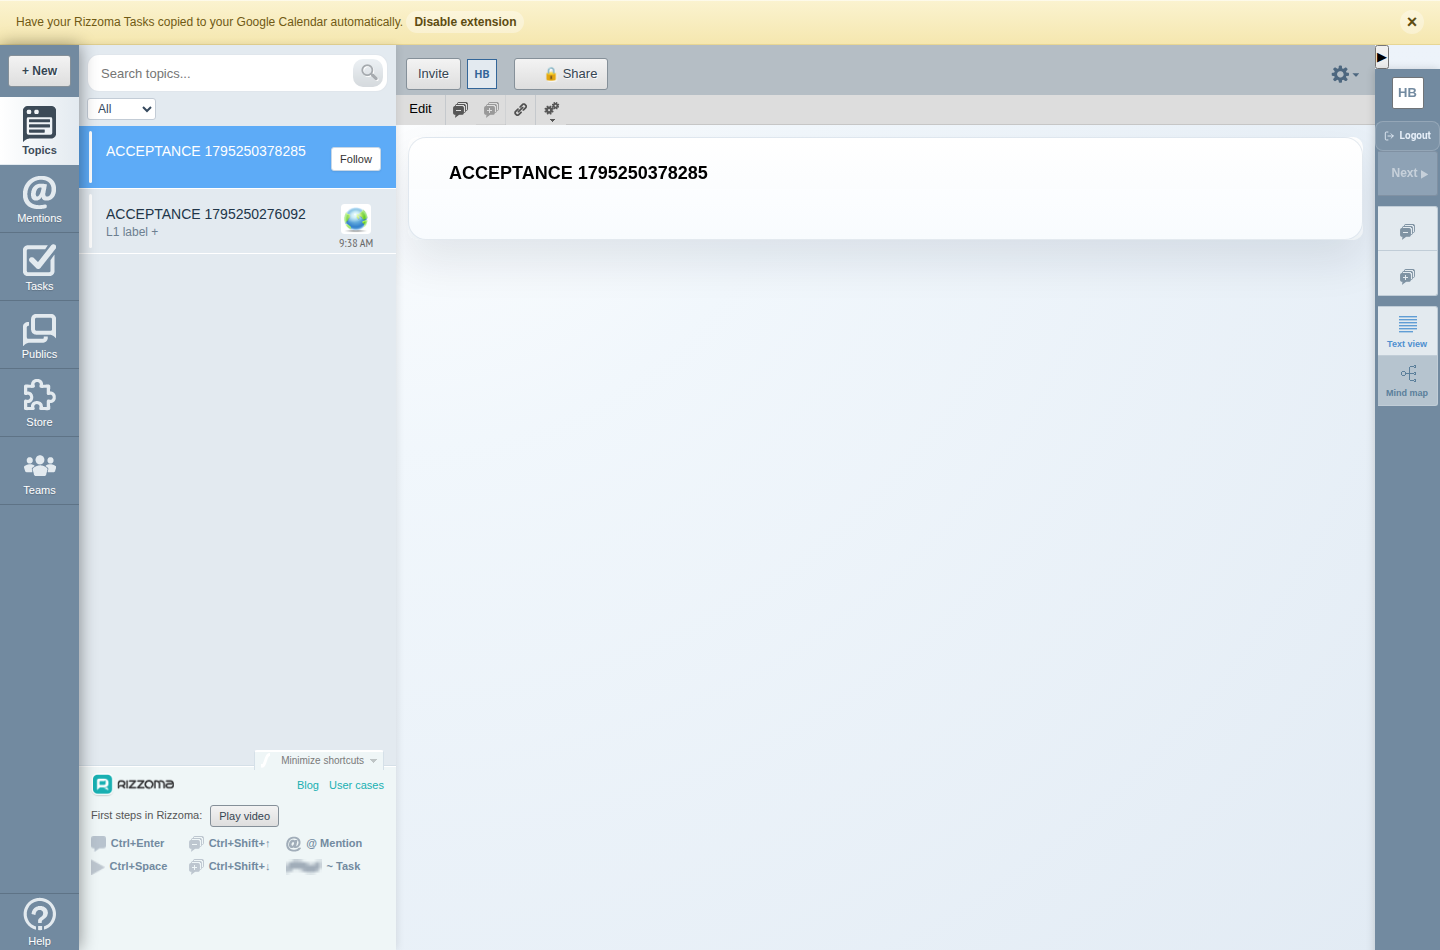 Have your Rizzoma Tasks copied to your Google Calendar automatically. Disable extension ×
+ New
Topics
Mentions
Tasks
Publics
Store
Teams
Help
Search topics...
All
ACCEPTANCE 1795250378285
Follow
ACCEPTANCE 1795250276092
L1 label +
9:38 AM
Minimize shortcuts
RIZZOMA
Blog User cases
First steps in Rizzoma: Play video
Ctrl+Enter Ctrl+Shift+↑ @ Mention
Ctrl+Space Ctrl+Shift+↓ ~ Task
Invite HB 🔒 Share
Edit
ACCEPTANCE 1795250378285
▶
HB
Logout
Next ▶
Text view
Mind map